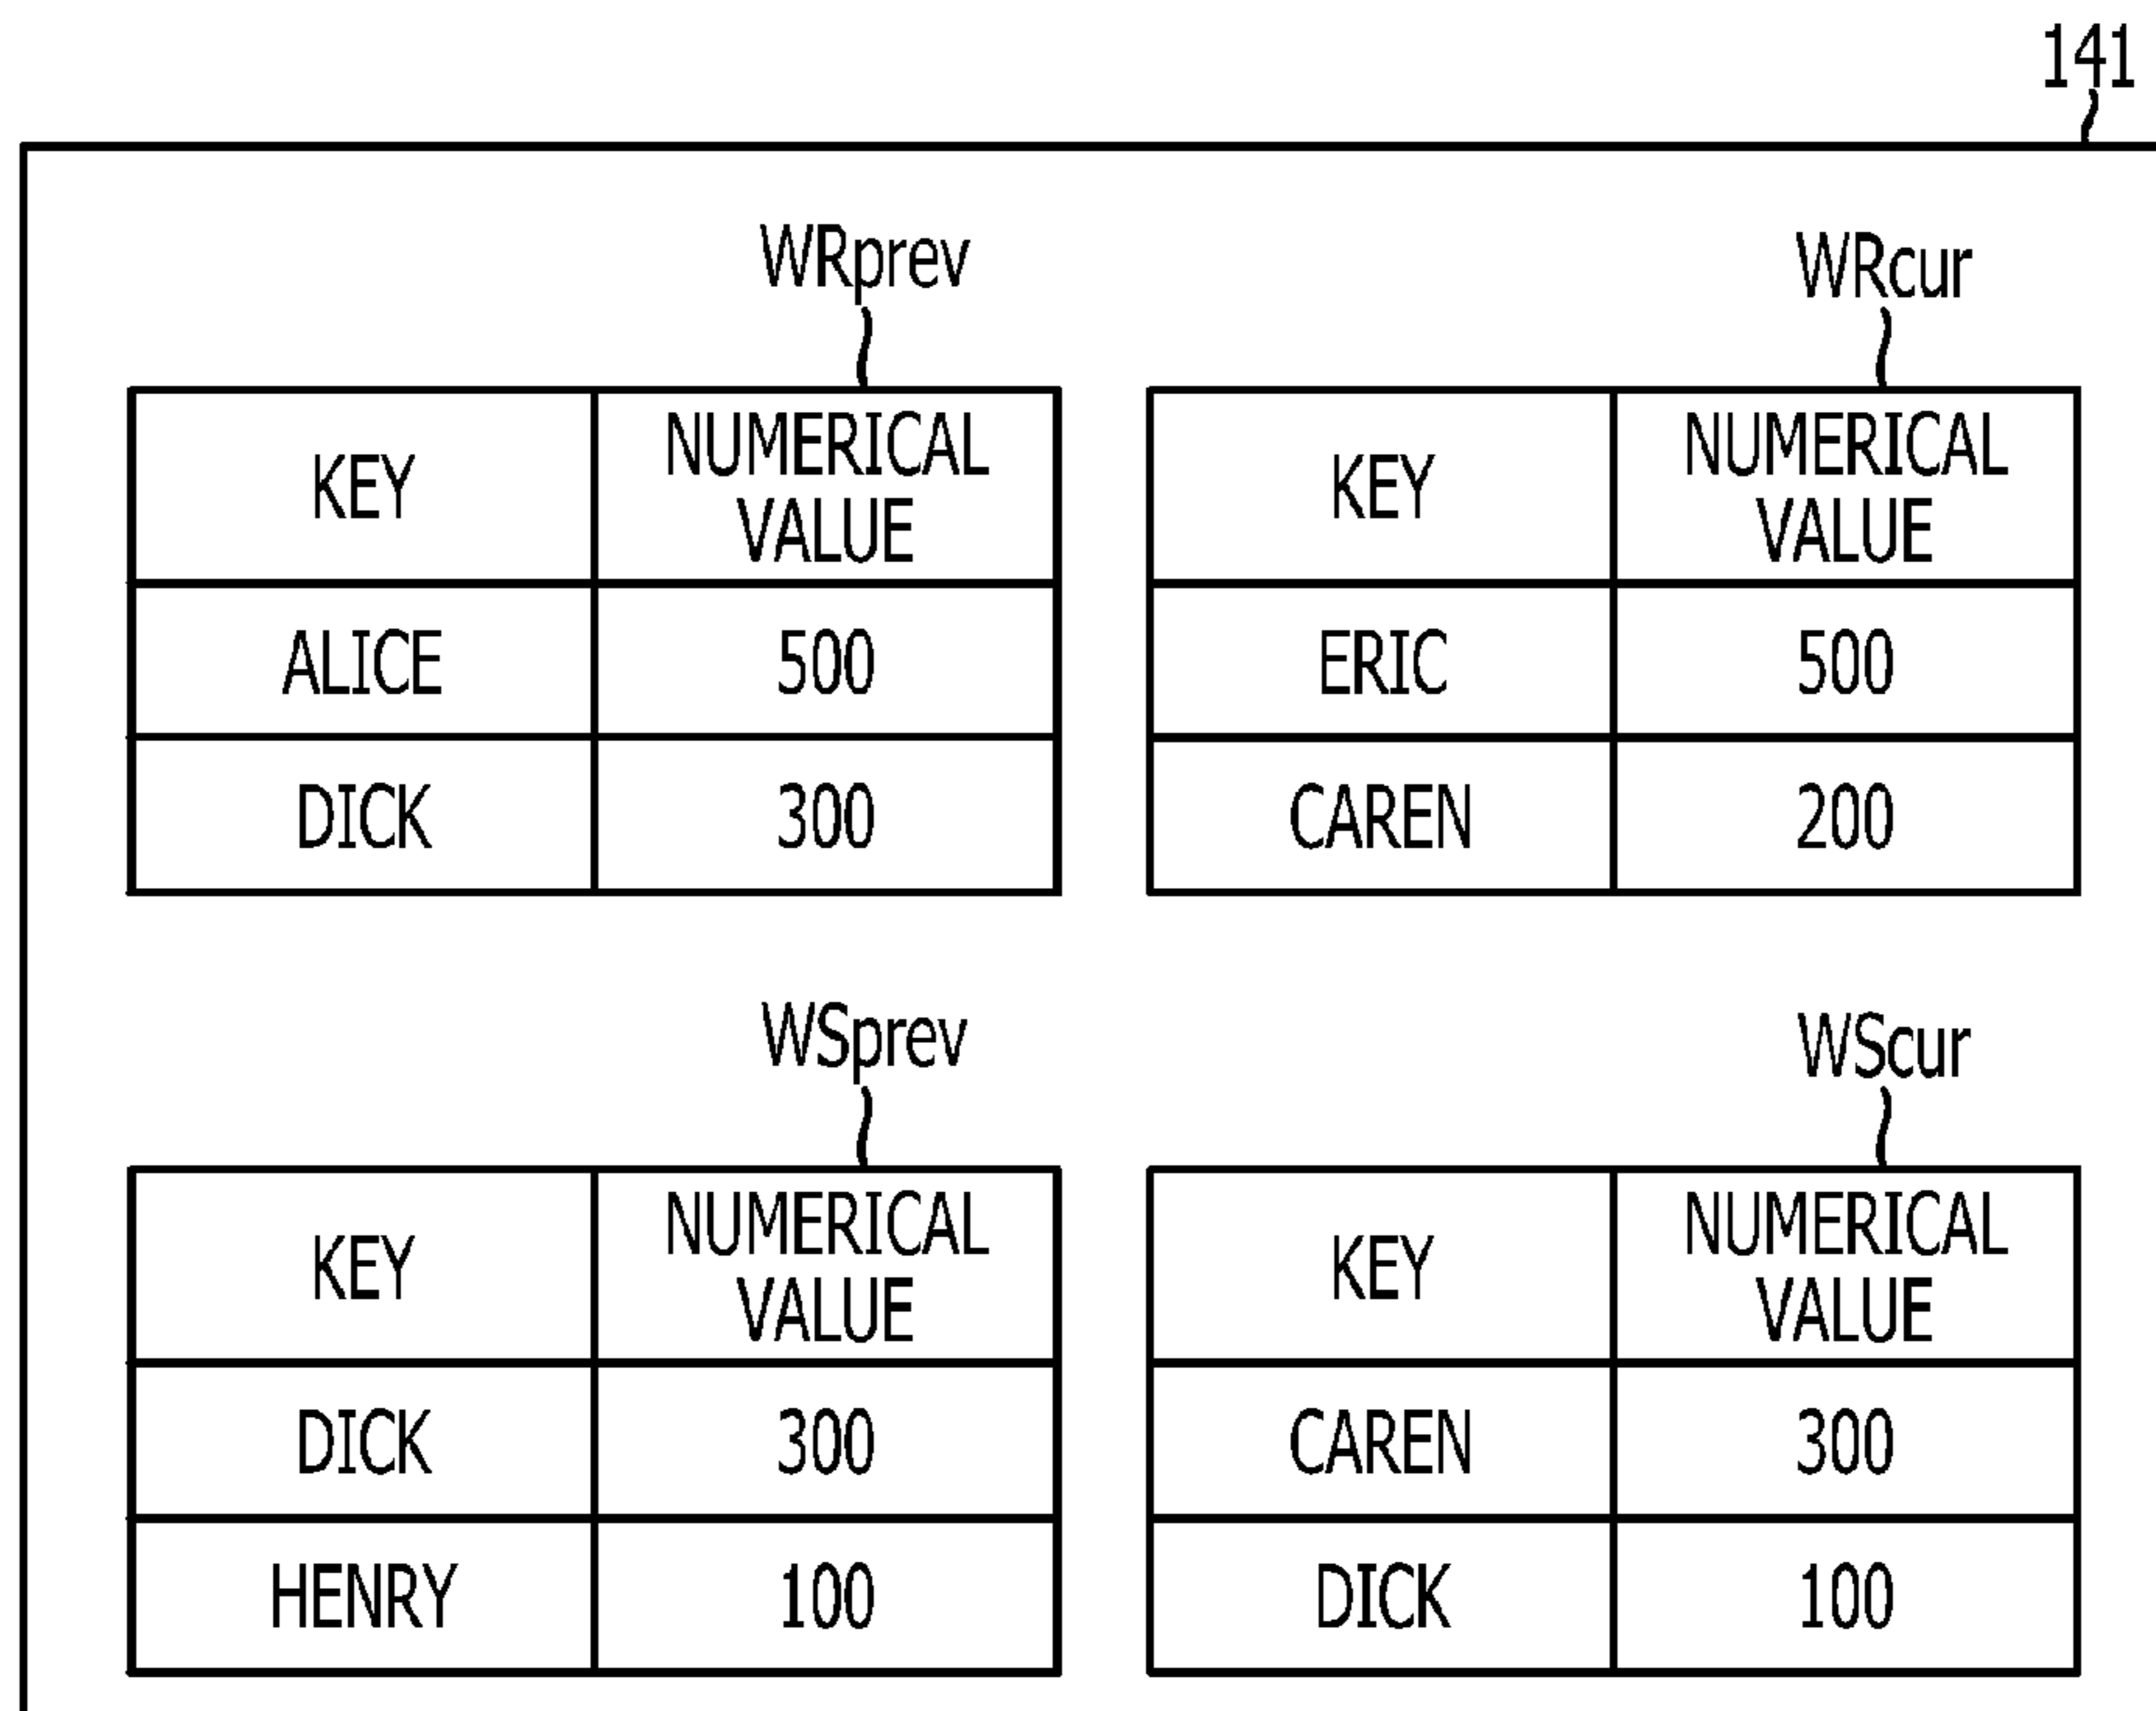 141
WRprev
KEY NUMERICAL VALUE
ALICE 500
DICK 300
WRcur
KEY NUMERICAL VALUE
ERIC 500
CAREN 200
WSprev
KEY NUMERICAL VALUE
DICK 300
HENRY 100
WScur
KEY NUMERICAL VALUE
CAREN 300
DICK 100